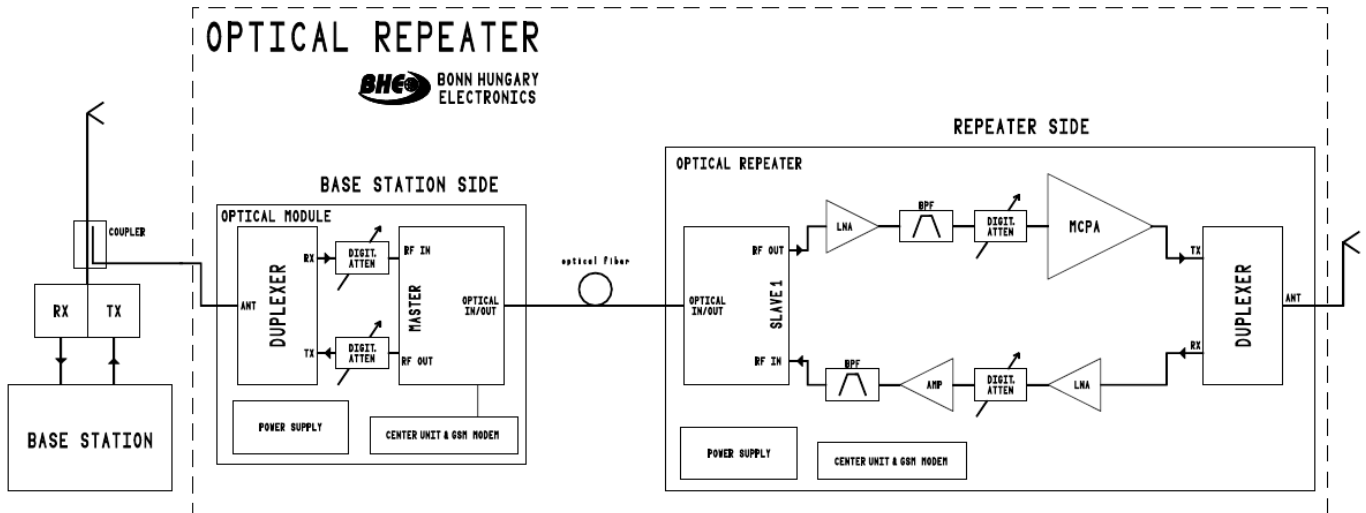 OPTICAL REPEATER
BHE
BONN HUNGARY
ELECTRONICS
REPEATER SIDE
BASE STATION SIDE
OPTICAL REPEATER
OPTICAL MODULE
COUPLER
RX
TX
BASE STATION
ANT
DUPLEXER
RX
TX
DIGIT.
ATTEN
DIGIT.
ATTEN
RF IN
MASTER
RF OUT
OPTICAL
IN/OUT
POWER SUPPLY
CENTER UNIT & GSM MODEM
optical fiber
OPTICAL
IN/OUT
SLAVE 1
RF OUT
RF IN
LNA
BPF
DIGIT.
ATTEN
MCPA
TX
BPF
AMP
DIGIT.
ATTEN
LNA
RX
DUPLEXER
ANT
POWER SUPPLY
CENTER UNIT & GSM MODEM